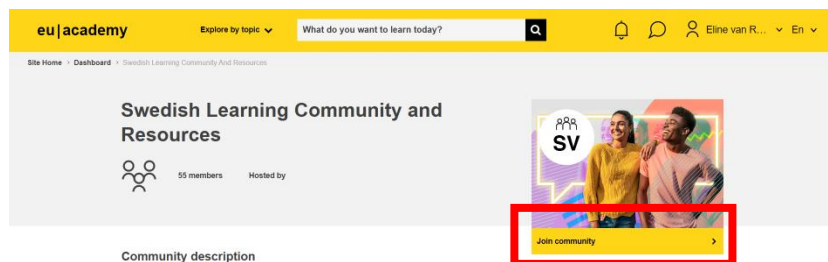 eu|academy
Explore by topic
What do you want to learn today?
Eline van R...
En
Site Home › Dashboard › Swedish Learning Community And Resources
Swedish Learning Community and
Resources
55 members
Hosted by
SV
Join community
Community description